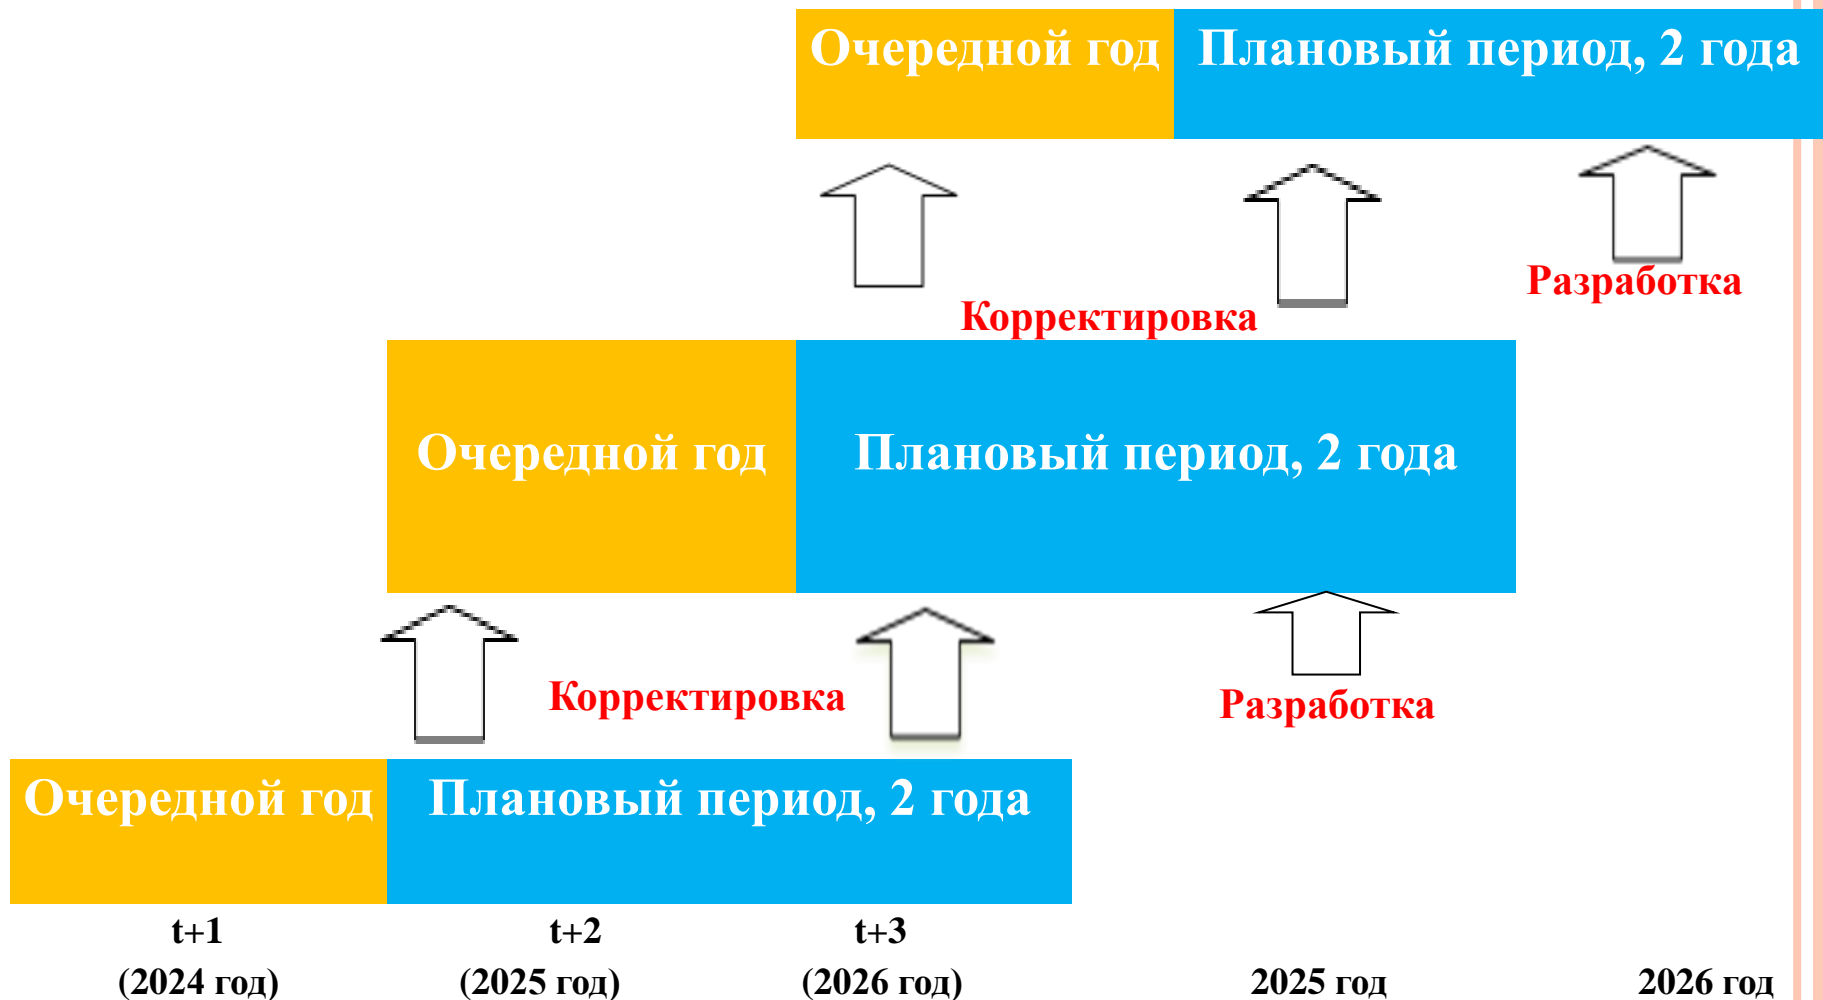 Очередной год
Плановый период, 2 года
Разработка
Корректировка
Очередной год
Плановый период, 2 года
Корректировка
Разработка
Очередной год
Плановый период, 2 года
t+1
t+2
t+3
(2024 год)
(2025 год)
(2026 год)
2025 год
2026 год